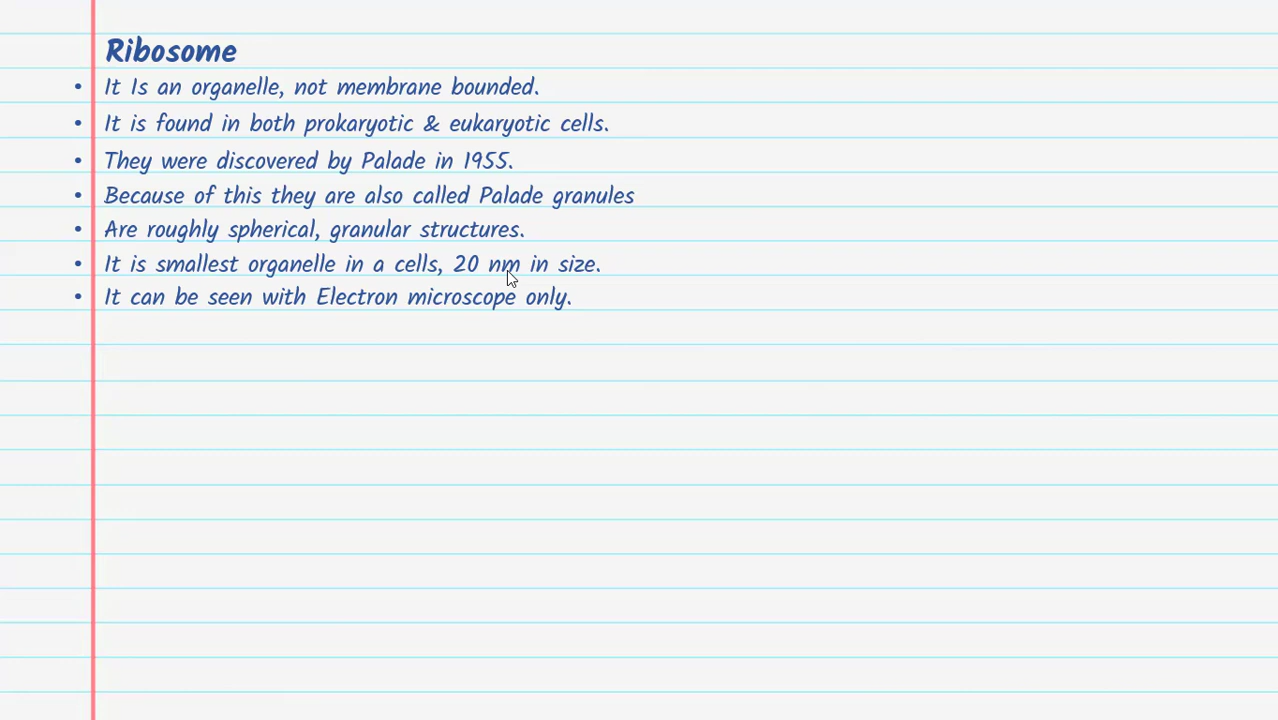 Ribosome
• It Is an organelle, not membrane bounded.
• It is found in both prokaryotic & eukaryotic cells.
• They were discovered by Palade in 1955.
• Because of this they are also called Palade granules
• Are roughly spherical, granular structures.
• It is smallest organelle in a cells, 20 nm in size.
• It can be seen with Electron microscope only.